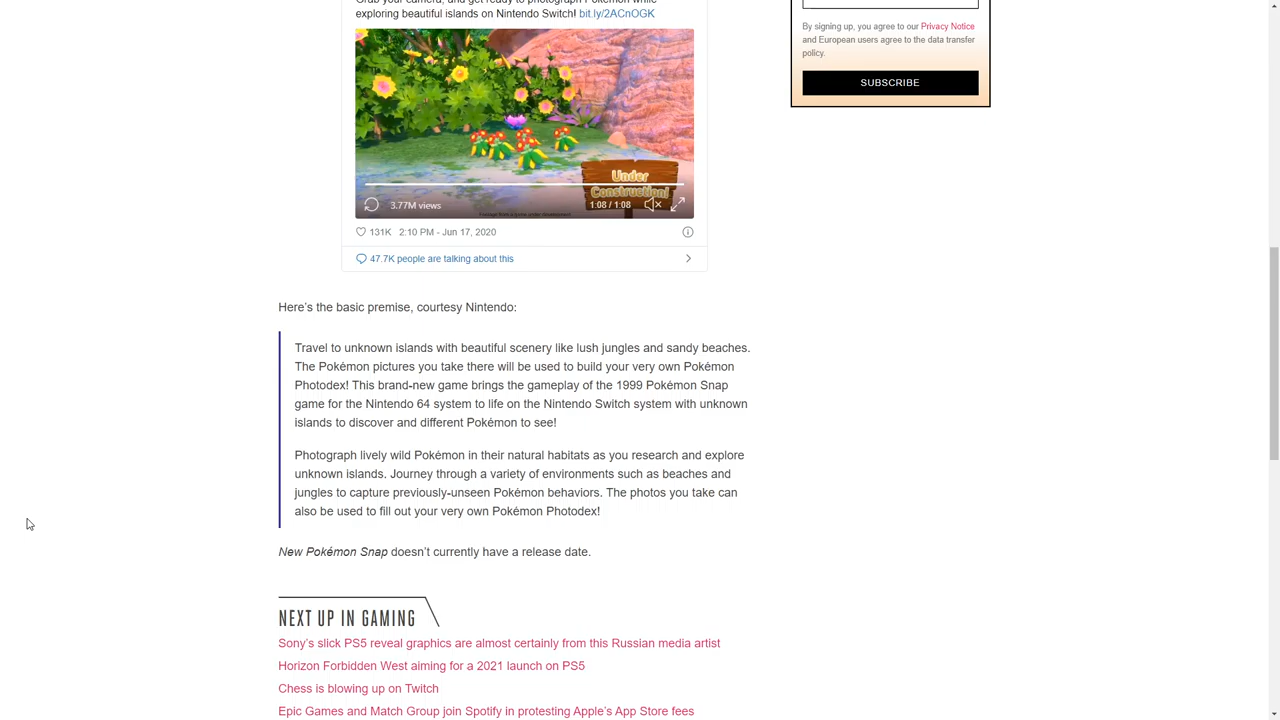 Grab your camera, and get ready to photograph Pokémon while
exploring beautiful islands on Nintendo Switch! bit.ly/2ACnOGK
By signing up, you agree to our Privacy Notice
and European users agree to the data transfer
policy.
SUBSCRIBE
Under
Construction!
3.77M views
1:08 / 1:08
Footage from a game under development
131K 2:10 PM - Jun 17, 2020
47.7K people are talking about this
Here’s the basic premise, courtesy Nintendo:
Travel to unknown islands with beautiful scenery like lush jungles and sandy beaches.
The Pokémon pictures you take there will be used to build your very own Pokémon
Photodex! This brand-new game brings the gameplay of the 1999 Pokémon Snap
game for the Nintendo 64 system to life on the Nintendo Switch system with unknown
islands to discover and different Pokémon to see!
Photograph lively wild Pokémon in their natural habitats as you research and explore
unknown islands. Journey through a variety of environments such as beaches and
jungles to capture previously-unseen Pokémon behaviors. The photos you take can
also be used to fill out your very own Pokémon Photodex!
New Pokémon Snap doesn’t currently have a release date.
NEXT UP IN GAMING
Sony’s slick PS5 reveal graphics are almost certainly from this Russian media artist
Horizon Forbidden West aiming for a 2021 launch on PS5
Chess is blowing up on Twitch
Epic Games and Match Group join Spotify in protesting Apple’s App Store fees